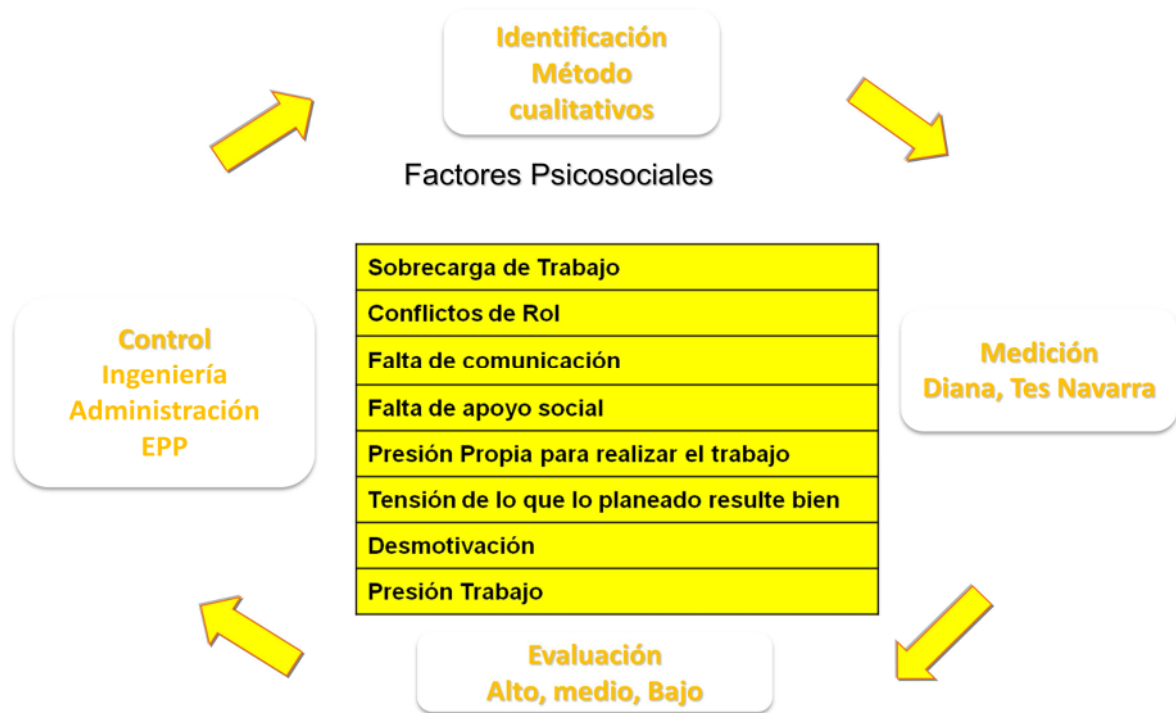 Identificación
Método
cualitativos
Factores Psicosociales
Sobrecarga de Trabajo
Conflictos de Rol
Falta de comunicación
Falta de apoyo social
Presión Propia para realizar el trabajo
Tensión de lo que lo planeado resulte bien
Desmotivación
Presión Trabajo
Control
Ingeniería
Administración
EPP
Medición
Diana, Tes Navarra
Evaluación
Alto, medio, Bajo